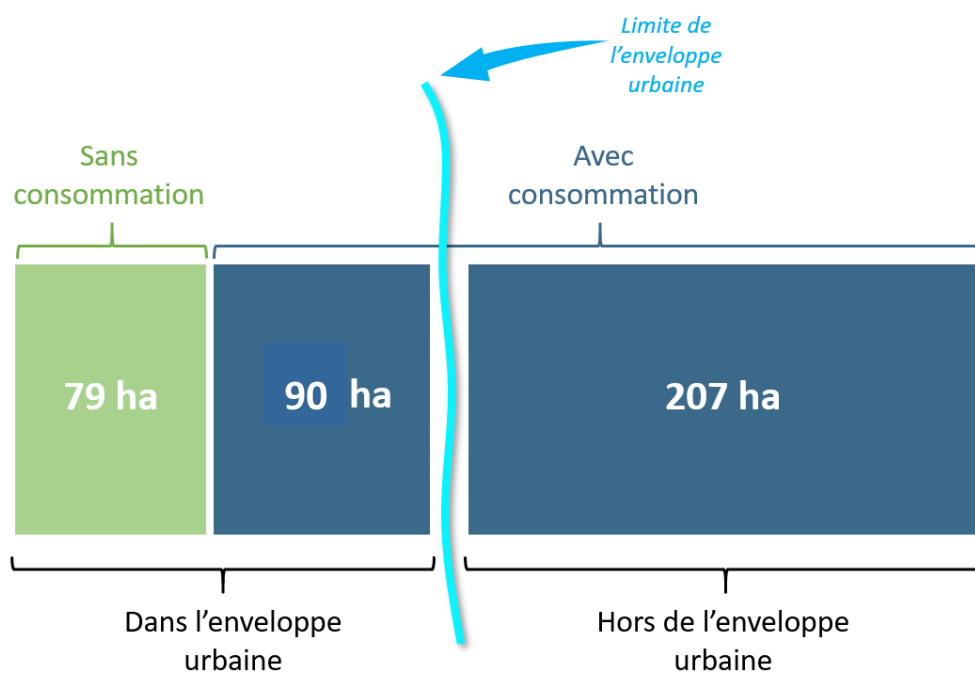 Limite de
l’enveloppe
urbaine
Sans
consommation
Avec
consommation
79 ha
90 ha
207 ha
Dans l’enveloppe
urbaine
Hors de l’enveloppe
urbaine